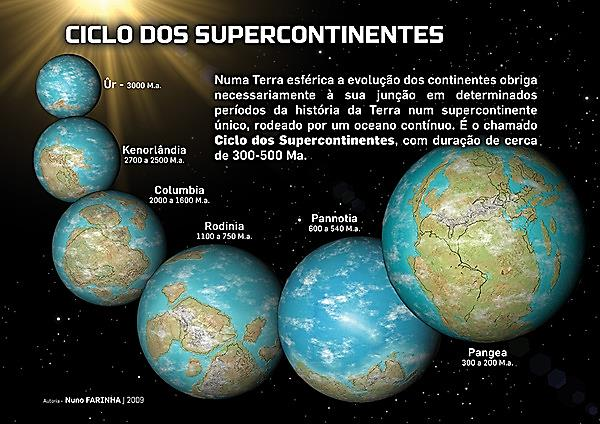 CICLO DOS SUPERCONTINENTES
Ûr - 3000 M.a.
Numa Terra esférica a evolução dos continentes obriga
necessariamente à sua junção em determinados
períodos da história da Terra num supercontinente
único, rodeado por um oceano contínuo. É o chamado
Ciclo dos Supercontinentes, com duração de cerca
de 300-500 Ma.
Kenorlândia
2700 a 2500 M.a.
Columbia
2000 a 1600 M.a.
Rodinia
1100 a 750 M.a.
Pannotia
600 a 540 M.a.
Pangea
300 a 200 M.a.
Autoria - Nuno FARINHA | 2009